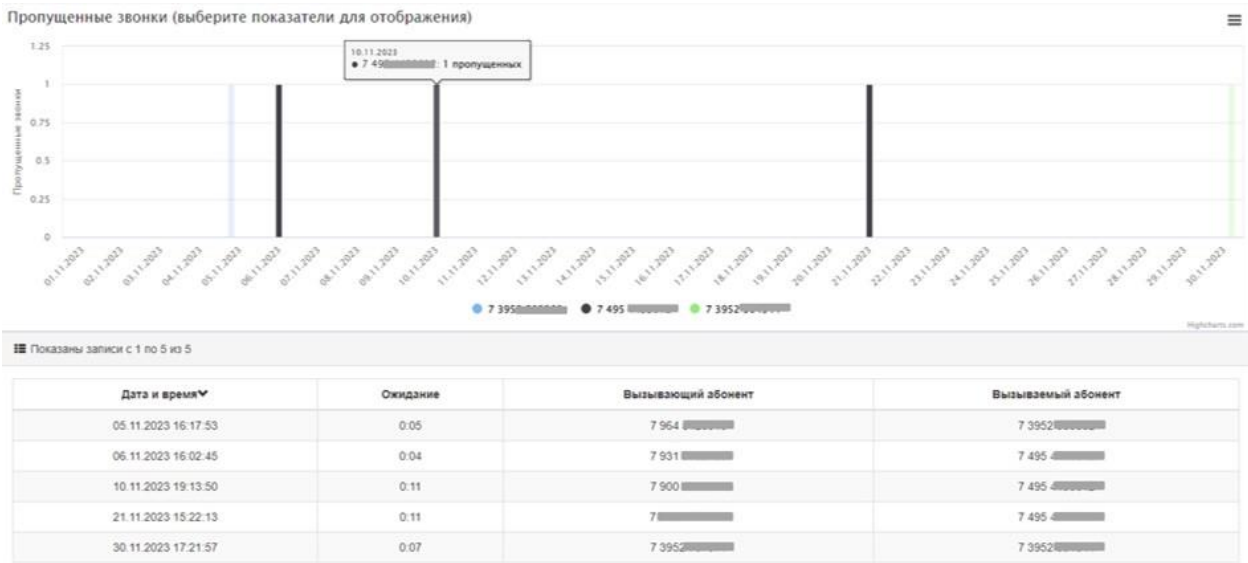 Пропущенные звонки (выберите показатели для отображения)
1.25
10.11.2023
7 49 : 1 пропущенных
1
0.75
0.5
0.25
0
Пропущенные звонки
01.11.2023 02.11.2023 03.11.2023 04.11.2023 05.11.2023 06.11.2023 07.11.2023 08.11.2023 09.11.2023 10.11.2023 11.11.2023 12.11.2023 13.11.2023 14.11.2023 15.11.2023 16.11.2023 17.11.2023 18.11.2023 19.11.2023 20.11.2023 21.11.2023 22.11.2023 23.11.2023 24.11.2023 25.11.2023 26.11.2023 27.11.2023 28.11.2023 29.11.2023 30.11.2023
7 395 7 495 7 3952
Highcharts.com
Показаны записи с 1 по 5 из 5
Дата и время Ожидание Вызывающий абонент Вызываемый абонент
05.11.2023 16:17:53 0:05 7 964 7 3952
06.11.2023 16:02:45 0:04 7 931 7 495
10.11.2023 19:13:50 0:11 7 900 7 495
21.11.2023 15:22:13 0:11 7 7 495
30.11.2023 17:21:57 0:07 7 3952 7 3952